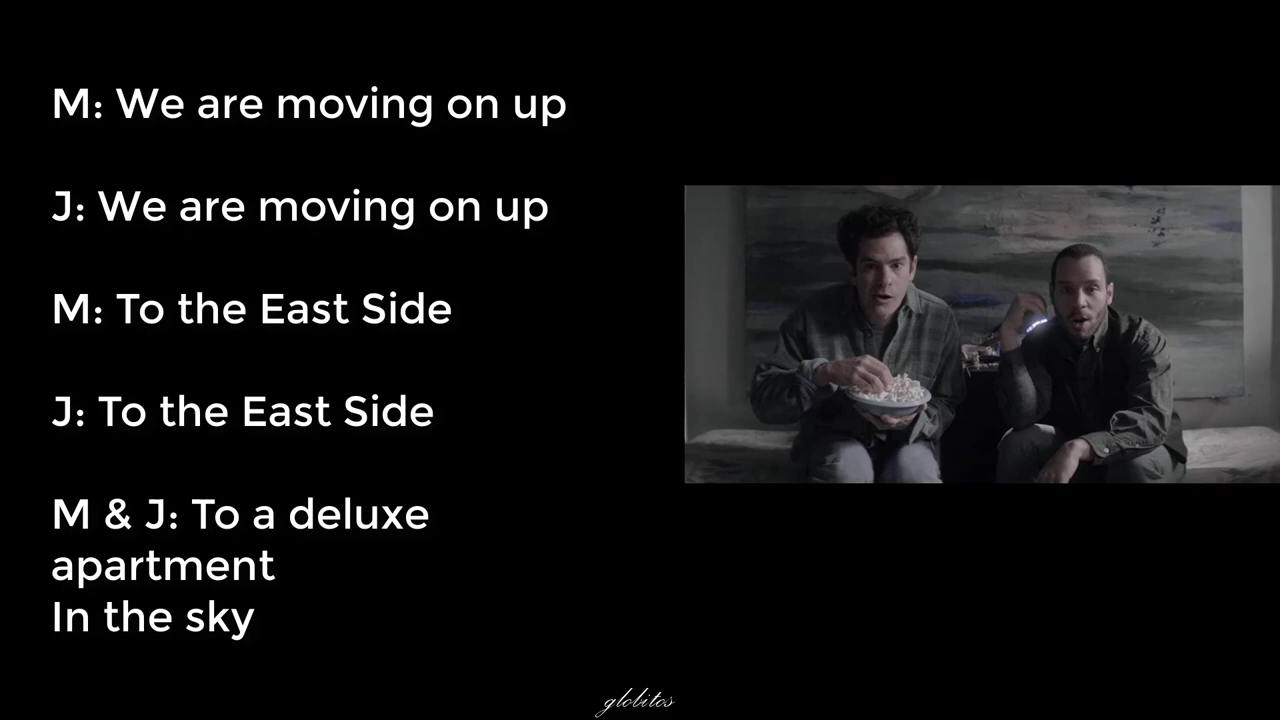 M: We are moving on up
J: We are moving on up
M: To the East Side
J: To the East Side
M & J: To a deluxe
apartment
In the sky
globitos